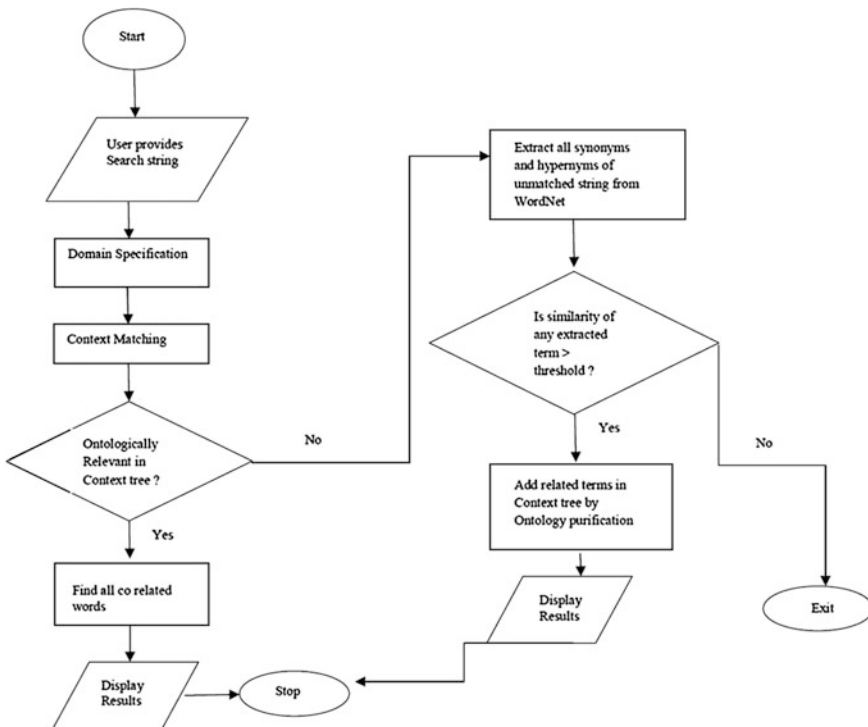 Start
User provides
Search string
Domain Specification
Context Matching
Ontologically
Relevant in
Context tree ?
No
Yes
Find all co related
words
Display
Results
Stop
Extract all synonyms
and hypernyms of
unmatched string from
WordNet
Is similarity of
any extracted
term >
threshold ?
Yes
No
Add related terms in
Context tree by
Ontology purification
Display
Results
Exit